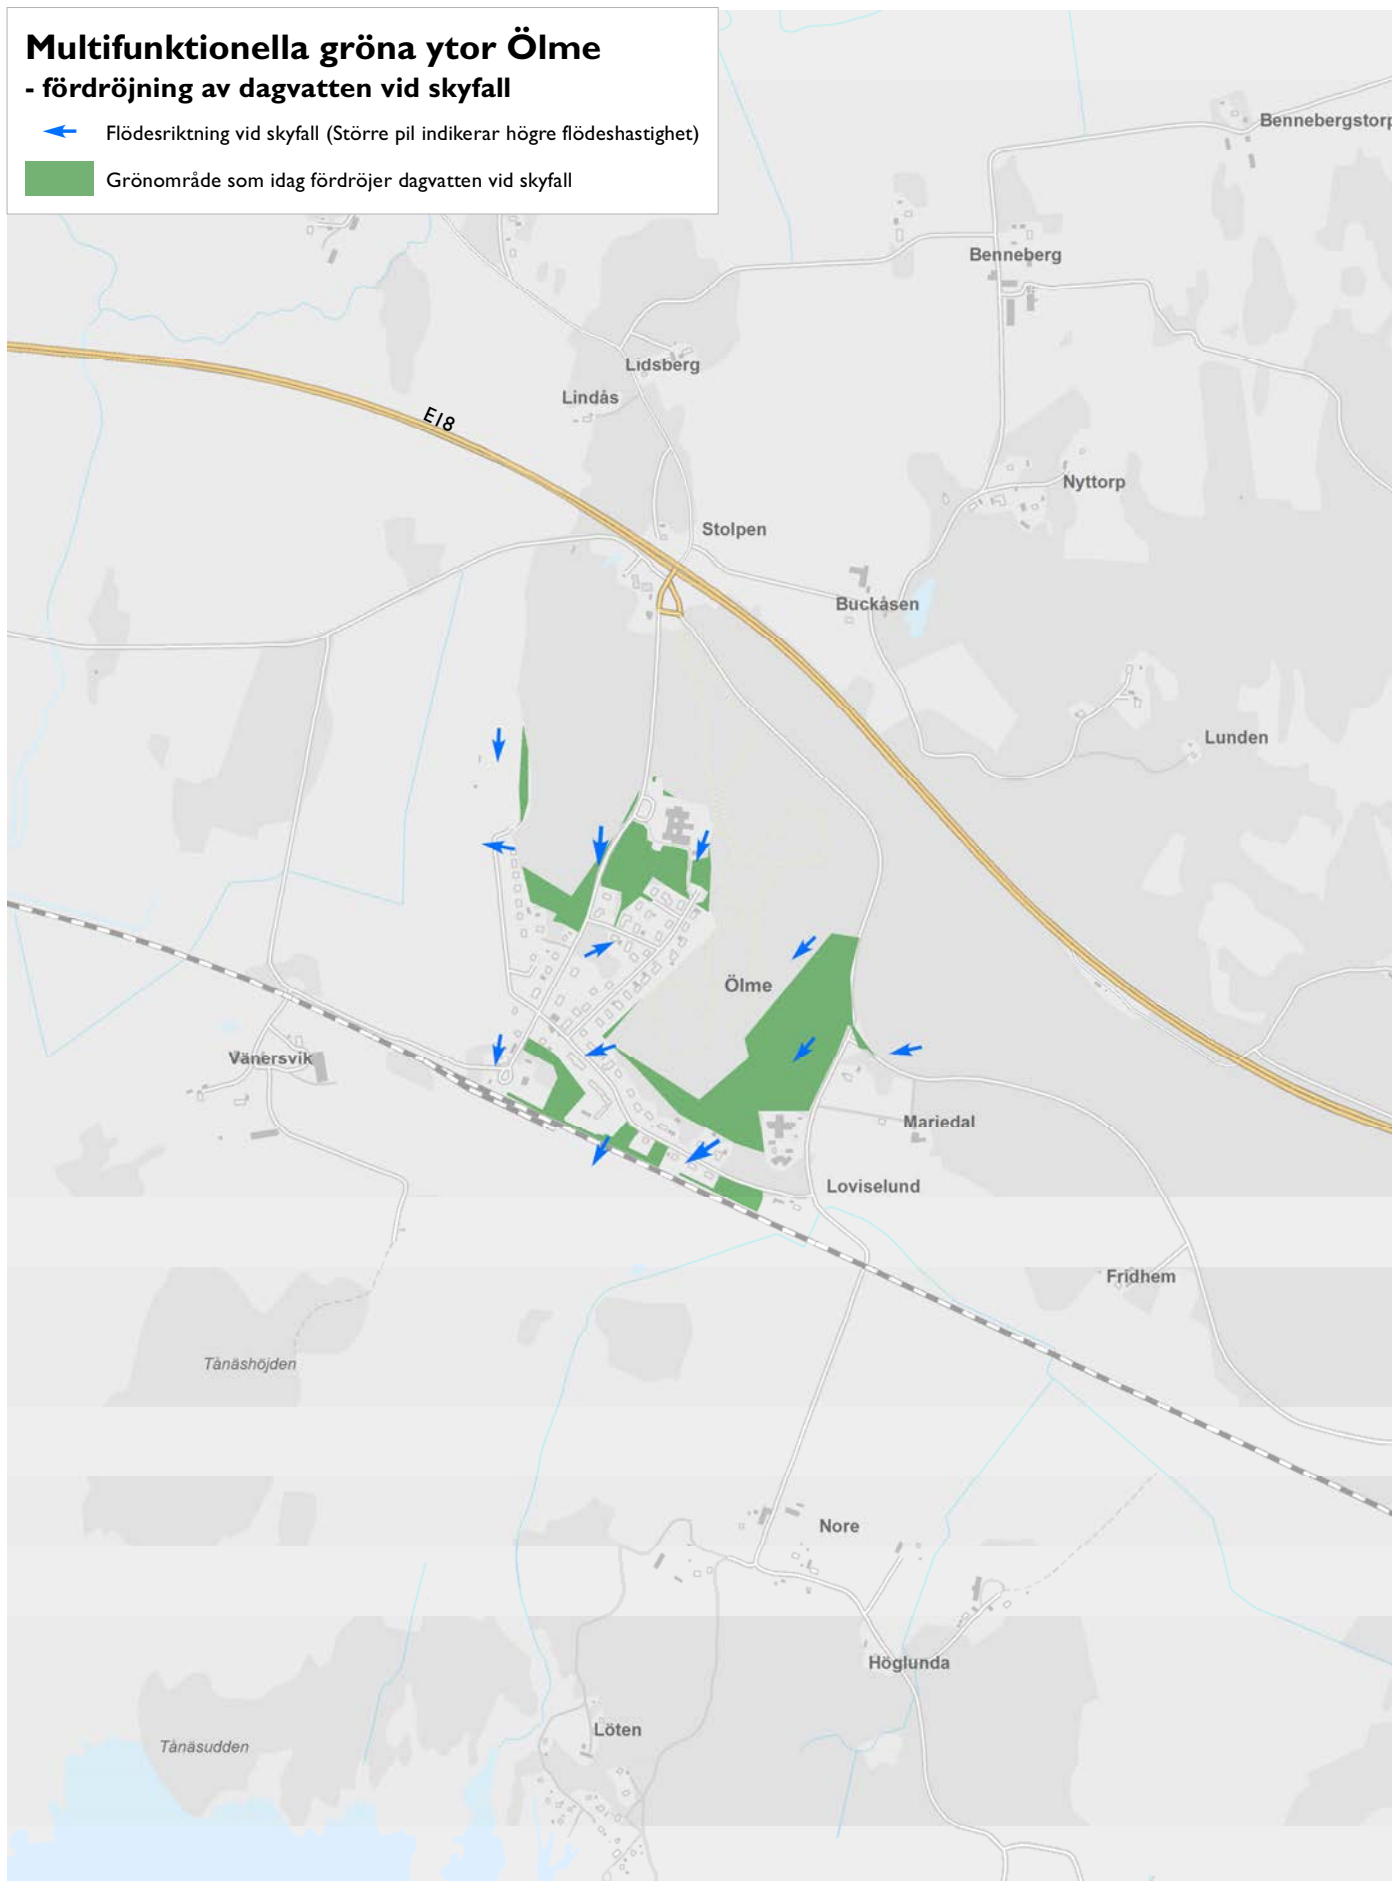 Multifunktionella gröna ytor Ölme
- fördröjning av dagvatten vid skyfall
Flödesriktning vid skyfall (Större pil indikerar högre flödeshastighet)
Grönområde som idag fördröjer dagvatten vid skyfall
Bennebergstorp
Benneberg
Lidsberg
Lindås
E18
Nyttorp
Stolpen
Buckåsen
Lunden
Ölme
Vänersvik
Mariedal
Loviselund
Fridhem
Tånäshöjden
Nore
Höglunda
Löten
Tånäsudden